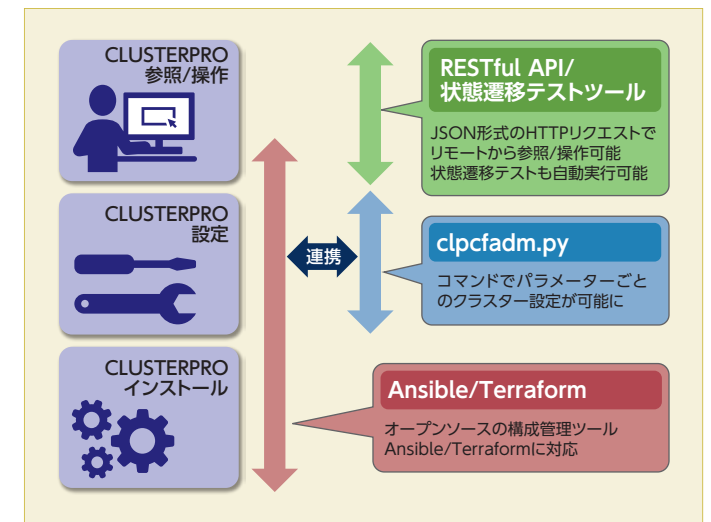 CLUSTERPRO
参照/操作
RESTful API/
状態遷移テストツール
JSON形式のHTTPリクエストで
リモートから参照/操作可能
状態遷移テストも自動実行可能
CLUSTERPRO
設定
連携
clpcfadm.py
コマンドでパラメーターごと
のクラスター設定が可能に
CLUSTERPRO
インストール
Ansible/Terraform
オープンソースの構成管理ツール
Ansible/Terraformに対応